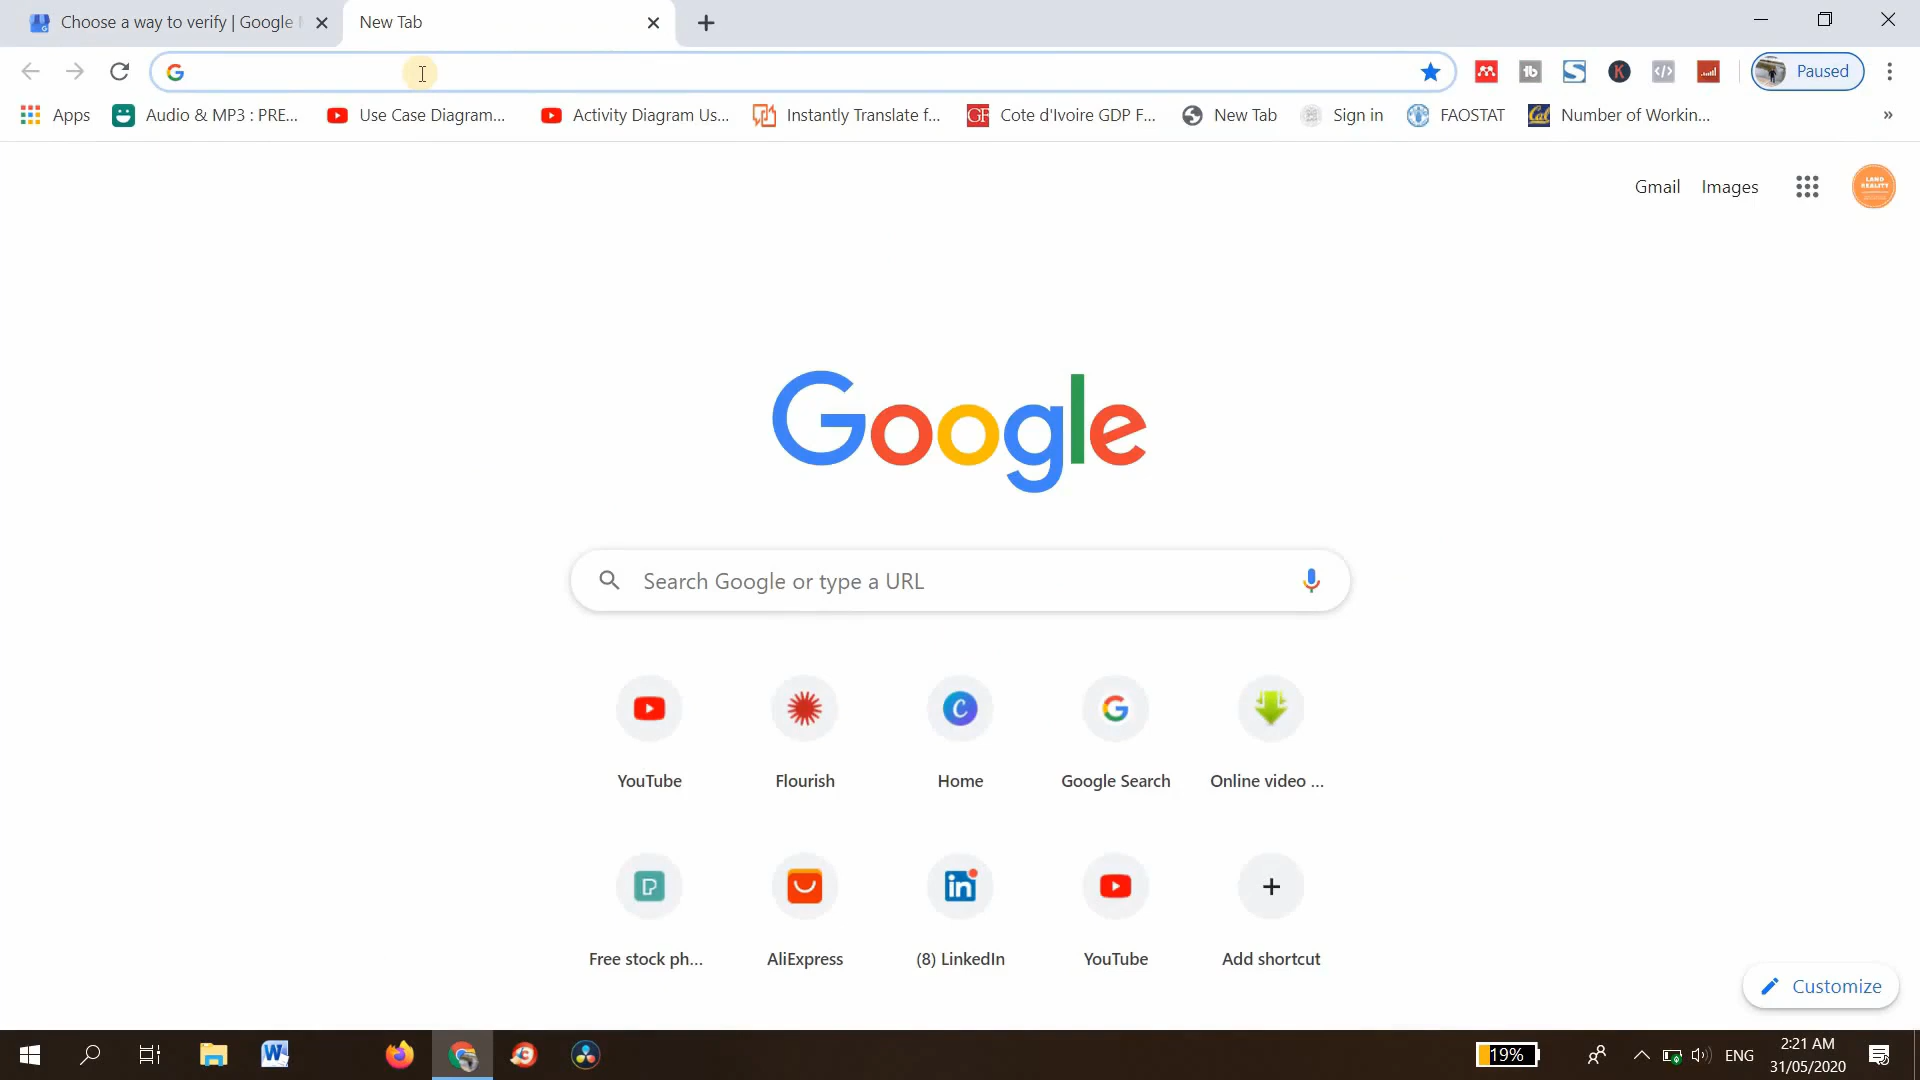 Choose a way to verify | Google
New Tab
Paused
Apps
Audio & MP3 : PRE...
Use Case Diagram...
Activity Diagram Us...
Instantly Translate f...
Cote d'Ivoire GDP F...
New Tab
Sign in
FAOSTAT
Number of Workin...
»
Gmail
Images
LAND
REALITY
Google
Search Google or type a URL
YouTube
Flourish
Home
Google Search
Online video ...
Free stock ph...
AliExpress
(8) LinkedIn
YouTube
Add shortcut
Customize
19%
ENG
2:21 AM
31/05/2020